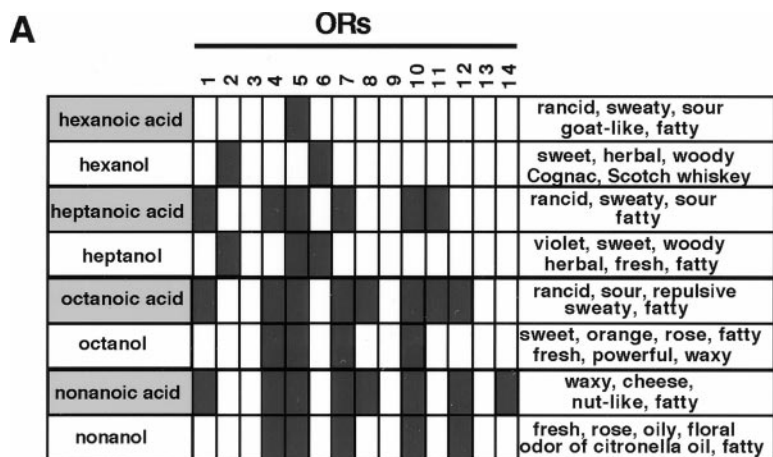 A
ORs
1 2 3 4 5 6 7 8 9 10 11 12 13 14
hexanoic acid
rancid, sweaty, sour
goat-like, fatty
hexanol
sweet, herbal, woody
Cognac, Scotch whiskey
heptanoic acid
rancid, sweaty, sour
fatty
heptanol
violet, sweet, woody
herbal, fresh, fatty
octanoic acid
rancid, sour, repulsive
sweaty, fatty
octanol
sweet, orange, rose, fatty
fresh, powerful, waxy
nonanoic acid
waxy, cheese,
nut-like, fatty
nonanol
fresh, rose, oily, floral
odor of citronella oil, fatty